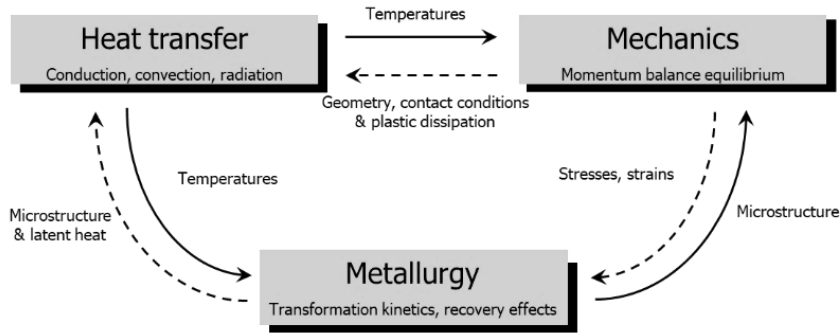 Heat transfer
Conduction, convection, radiation
Temperatures
Mechanics
Momentum balance equilibrium
Geometry, contact conditions
& plastic dissipation
Temperatures
Stresses, strains
Microstructure
& latent heat
Microstructure
Metallurgy
Transformation kinetics, recovery effects